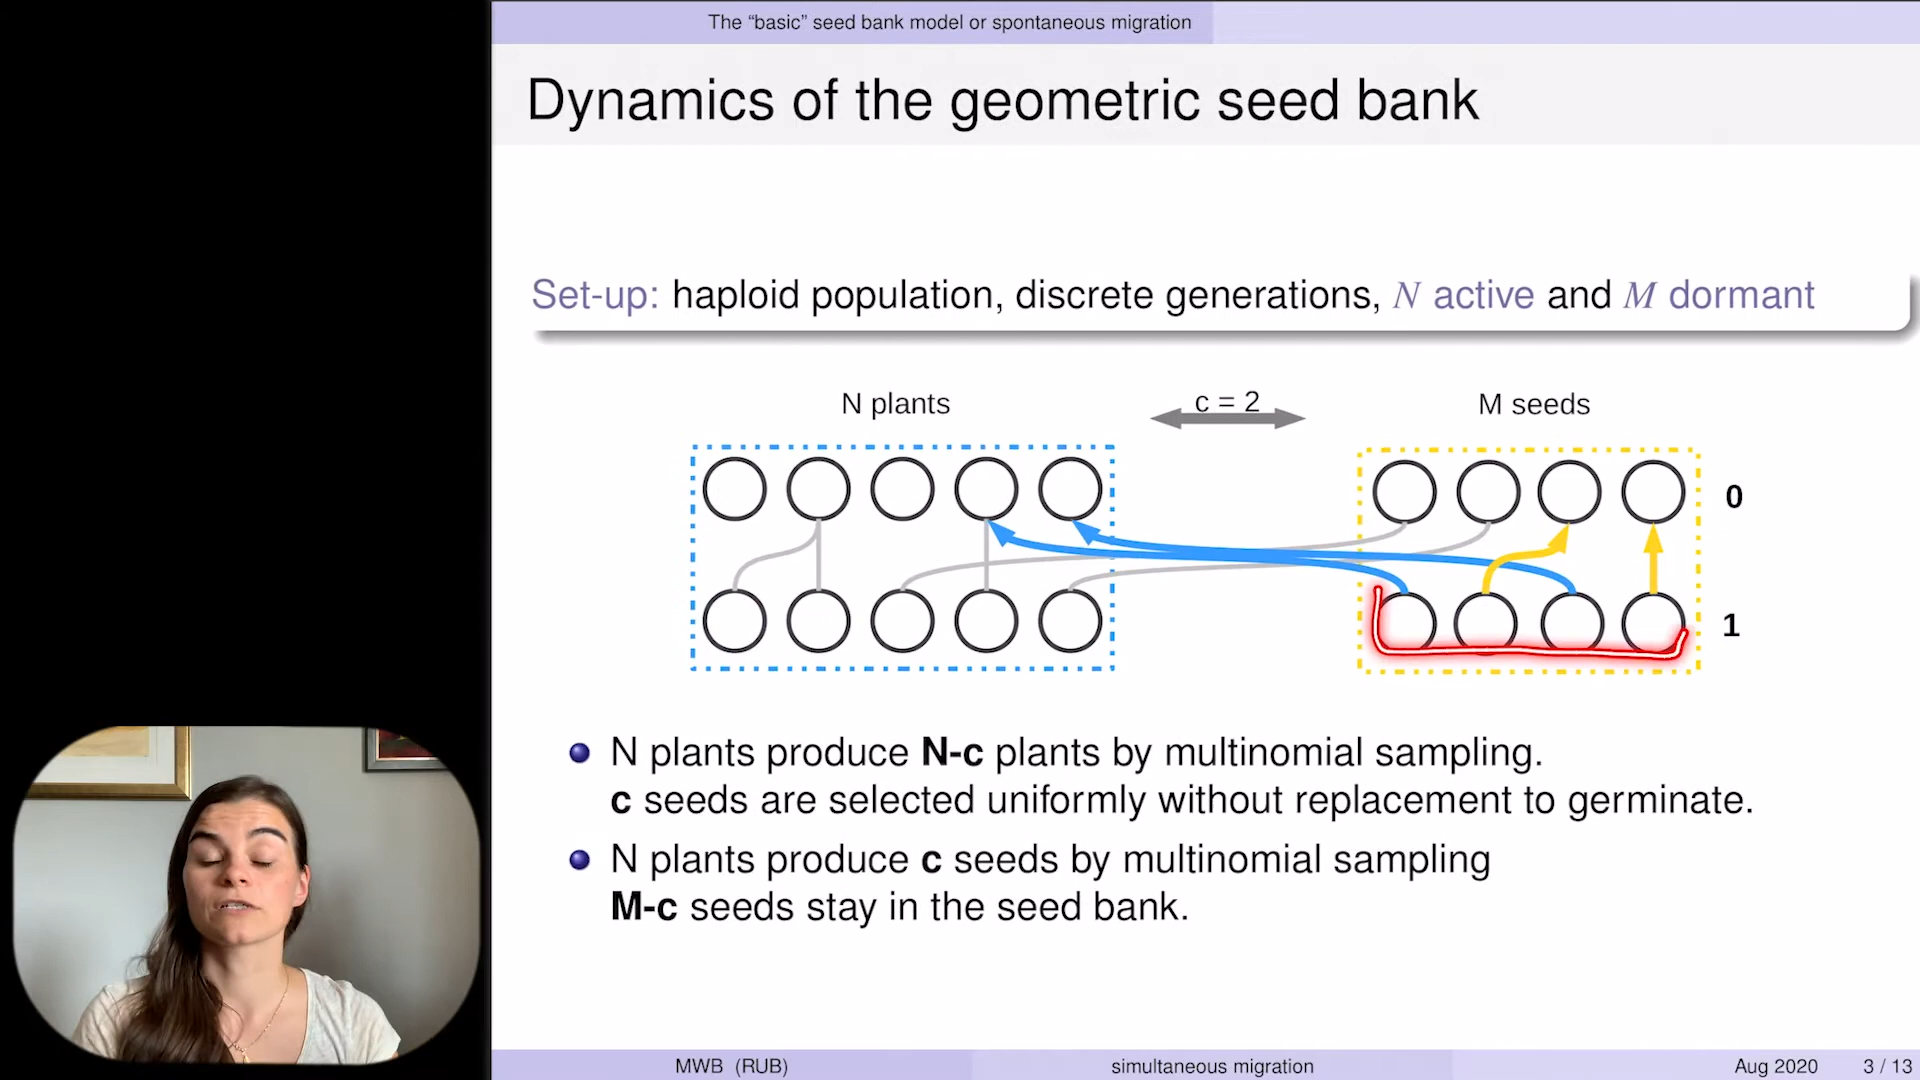 The “basic” seed bank model or spontaneous migration
Dynamics of the geometric seed bank
Set-up: haploid population, discrete generations, N active and M dormant
N plants
c = 2
M seeds
0
1
N plants produce N-c plants by multinomial sampling.
c seeds are selected uniformly without replacement to germinate.
N plants produce c seeds by multinomial sampling
M-c seeds stay in the seed bank.
MWB (RUB)
simultaneous migration
Aug 2020
3 / 13